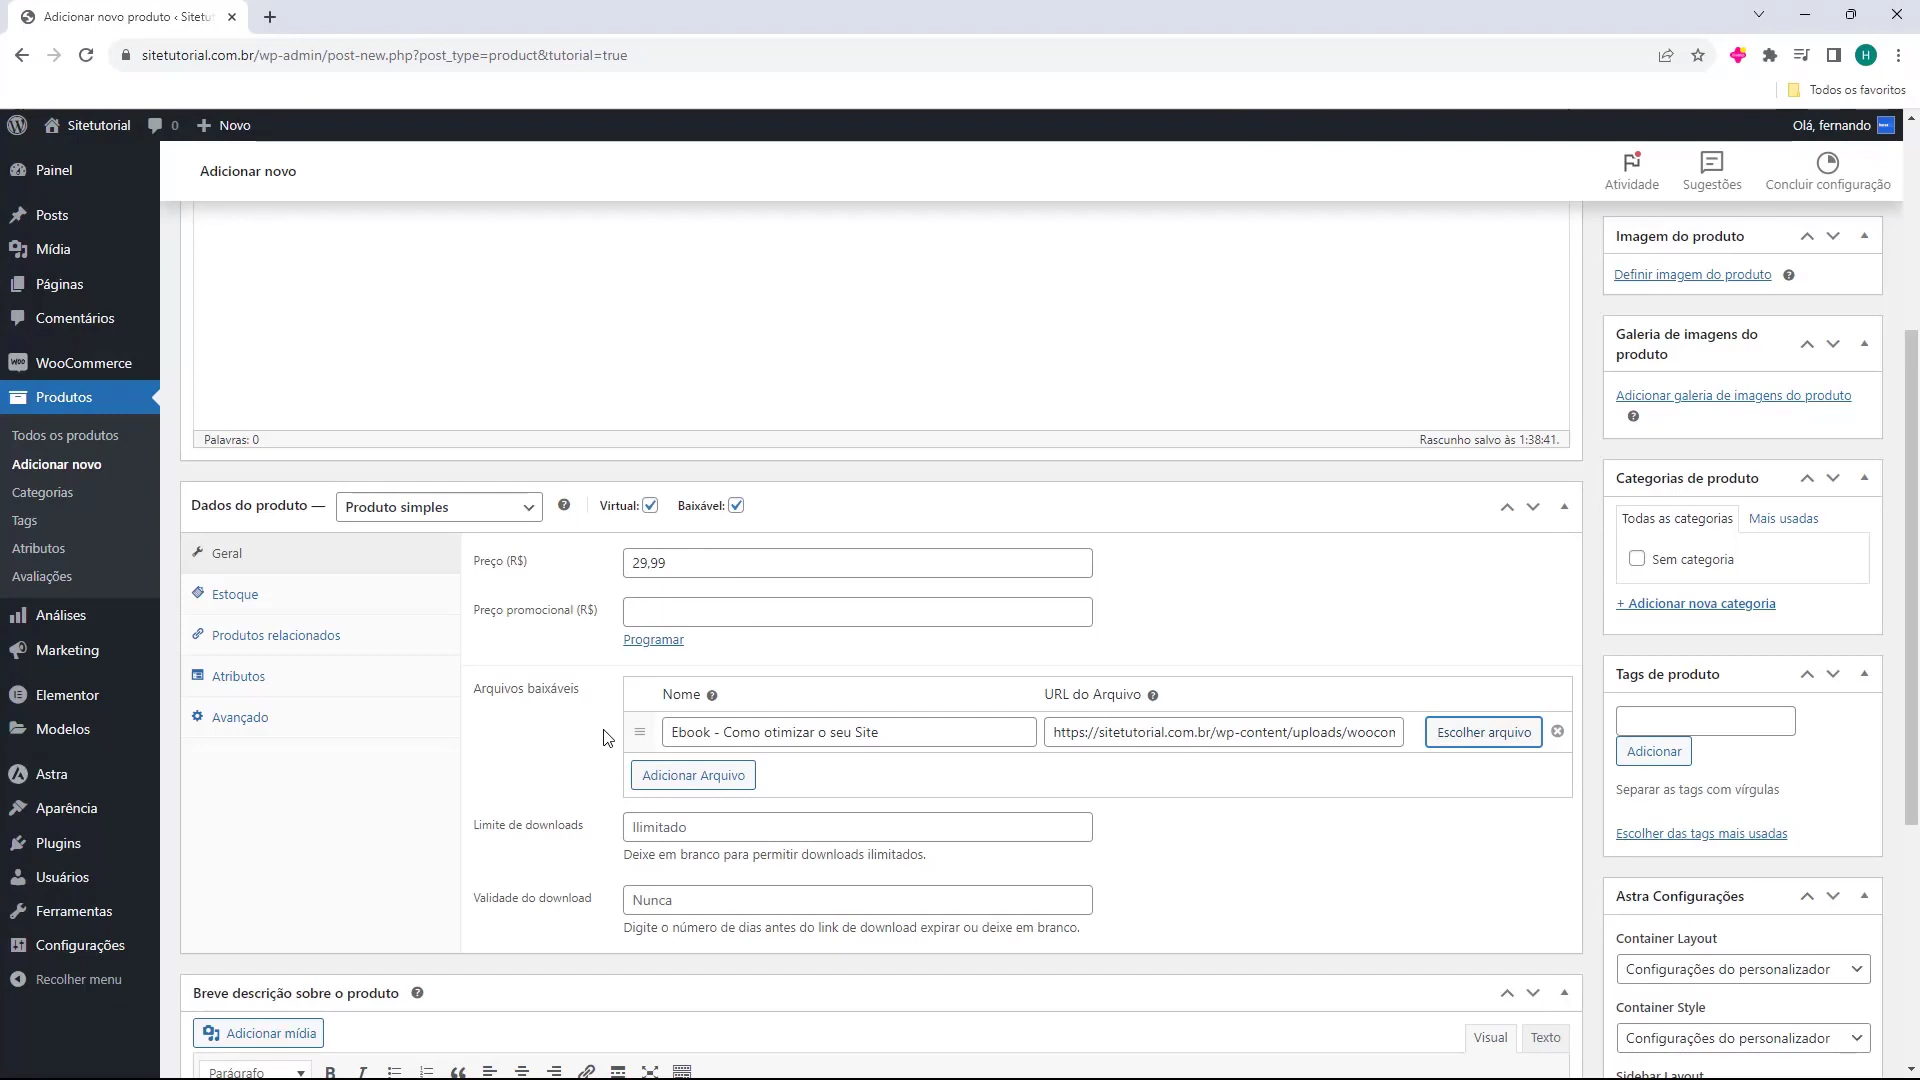 Adicionar novo produto ‹ Sitetu
sitetutorial.com.br/wp-admin/post-new.php?post_type=product&tutorial=true
H
Todos os favoritos
Sitetutorial
0
Novo
Olá, fernando
Painel
Posts
Mídia
Páginas
Comentários
WooCommerce
Produtos
Todos os produtos
Adicionar novo
Categorias
Tags
Atributos
Avaliações
Análises
Marketing
Elementor
Modelos
Astra
Aparência
Plugins
Usuários
Ferramentas
Configurações
Recolher menu
Adicionar novo
Atividade
Sugestões
Concluir configuração
Palavras: 0
Rascunho salvo às 1:38:41.
Dados do produto —
Produto simples
Virtual:
Baixável:
Geral
Estoque
Produtos relacionados
Atributos
Avançado
Preço (R$)
29,99
Preço promocional (R$)
Programar
Arquivos baixáveis
Nome
URL do Arquivo
Ebook - Como otimizar o seu Site
https://sitetutorial.com.br/wp-content/uploads/woocon
Escolher arquivo
Adicionar Arquivo
Limite de downloads
Ilimitado
Deixe em branco para permitir downloads ilimitados.
Validade do download
Nunca
Digite o número de dias antes do link de download expirar ou deixe em branco.
Breve descrição sobre o produto
Adicionar mídia
Visual
Texto
Parágrafo
B
I
Imagem do produto
Definir imagem do produto
Galeria de imagens do
produto
Adicionar galeria de imagens do produto
Categorias de produto
Todas as categorias
Mais usadas
Sem categoria
+ Adicionar nova categoria
Tags de produto
Adicionar
Separar as tags com vírgulas
Escolher das tags mais usadas
Astra Configurações
Container Layout
Configurações do personalizador
Container Style
Configurações do personalizador
Sidebar Layout